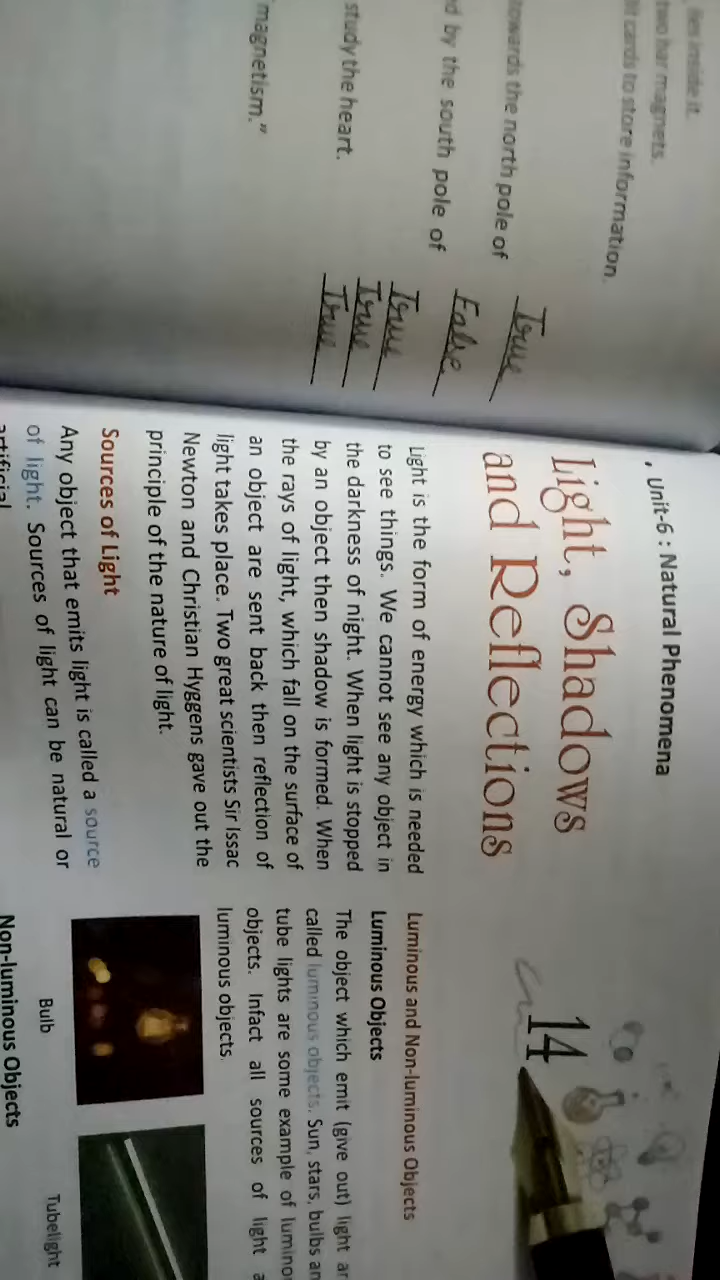 lies inside it.
two bar magnets.
cards to store information.
towards the north pole of
True
by the south pole of
False
True
study the heart.
True
True
magnetism."
Unit-6 : Natural Phenomena
14
Light, Shadows
and Reflections
Light is the form of energy which is needed
to see things. We cannot see any object in
the darkness of night. When light is stopped
by an object then shadow is formed. When
the rays of light, which fall on the surface of
an object are sent back then reflection of
light takes place. Two great scientists Sir Issac
Newton and Christian Hyggens gave out the
principle of the nature of light.
Sources of Light
Any object that emits light is called a source
of light. Sources of light can be natural or
artificial
Luminous and Non-luminous Objects
Luminous Objects
The object which emit (give out) light
called luminous objects. Sun, stars, bulbs
tube lights are some example of
objects. Infact all sources of light
luminous objects.
Bulb
Tubelight
Non-luminous Objects